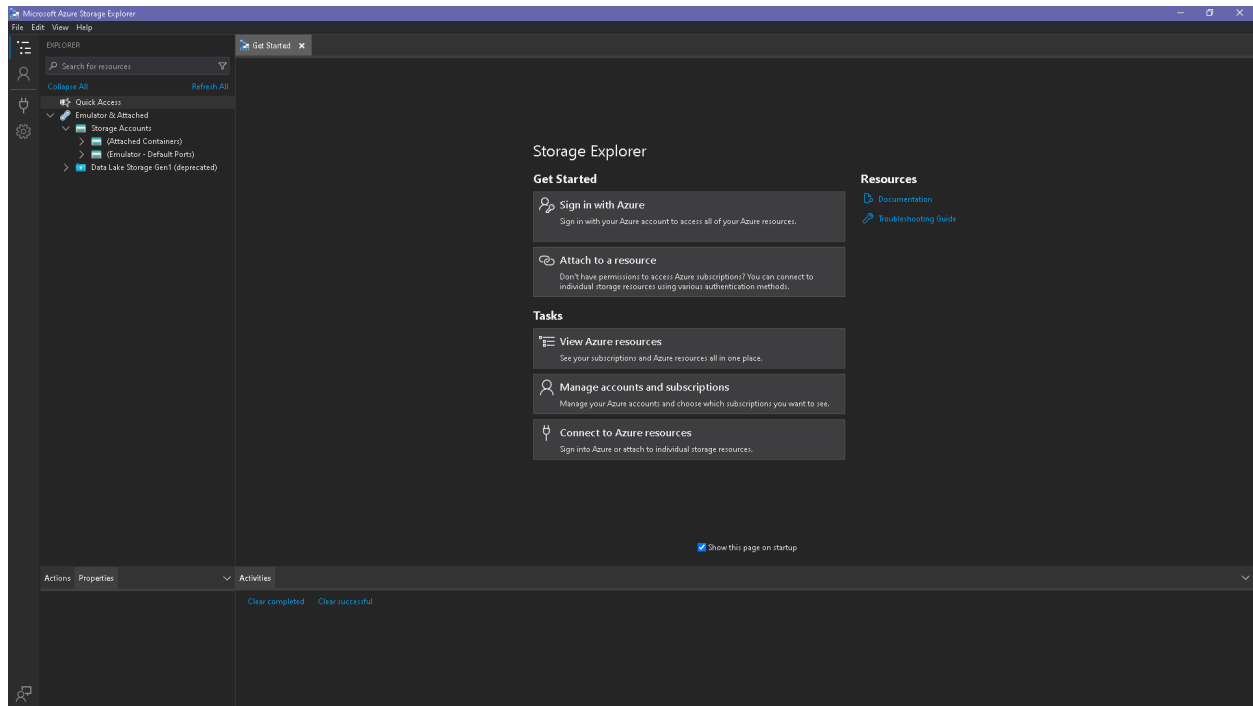 Microsoft Azure Storage Explorer
File Edit View Help
EXPLORER
Search for resources
Collapse All Refresh All
Quick Access
Emulator & Attached
Storage Accounts
(Attached Containers)
(Emulator - Default Ports)
Data Lake Storage Gen1 (deprecated)
Get Started
Storage Explorer
Get Started
Sign in with Azure
Sign in with your Azure account to access all of your Azure resources.
Attach to a resource
Don't have permissions to access Azure subscriptions? You can connect to
individual storage resources using various authentication methods.
Tasks
View Azure resources
See your subscriptions and Azure resources all in one place.
Manage accounts and subscriptions
Manage your Azure accounts and choose which subscriptions you want to see.
Connect to Azure resources
Sign into Azure or attach to individual storage resources.
Resources
Documentation
Troubleshooting Guide
Show this page on startup
Actions Properties
Activities
Clear completed Clear successful